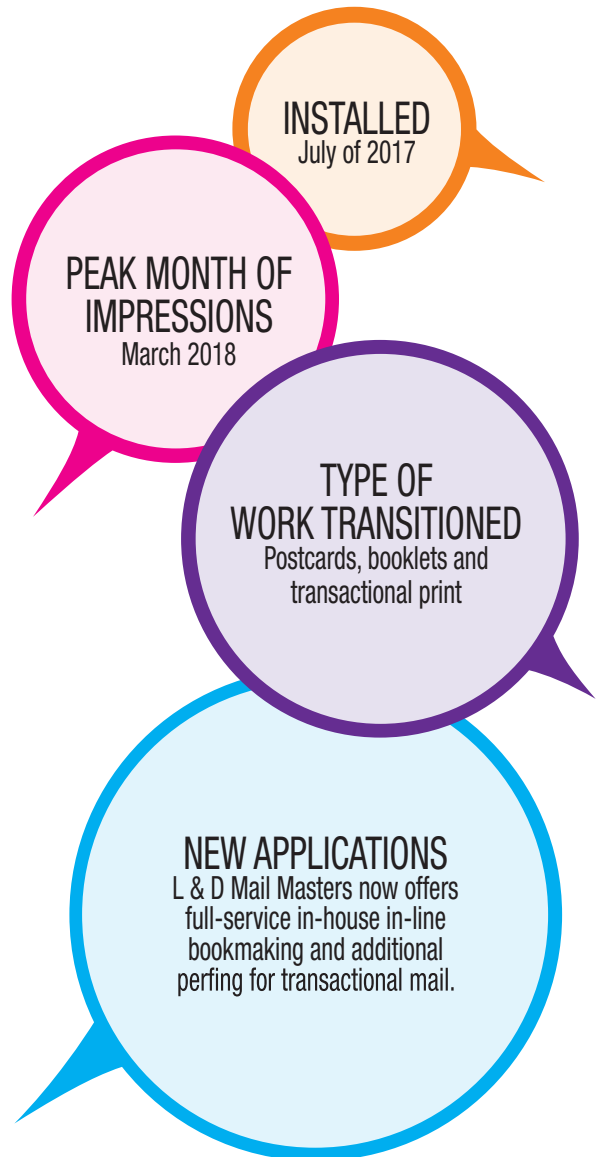 INSTALLED
July of 2017
PEAK MONTH OF
IMPRESSIONS
March 2018
TYPE OF
WORK TRANSITIONED
Postcards, booklets and
transactional print
NEW APPLICATIONS
L & D Mail Masters now offers
full-service in-house in-line
bookmaking and additional
perfing for transactional mail.